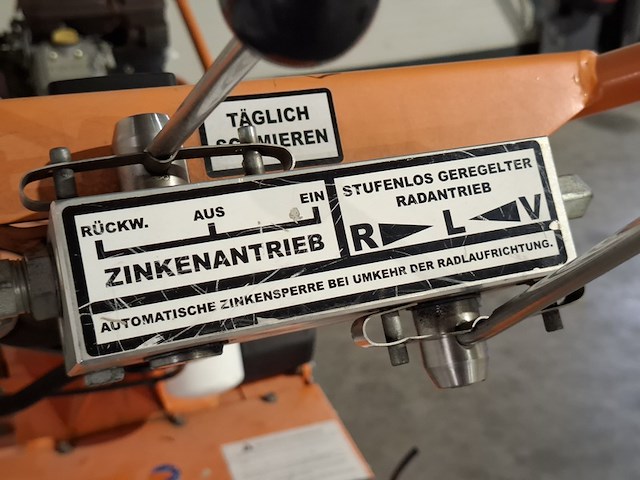 TÄGLICH
SCHMIEREN
RÜCKW. AUS EIN
ZINKENANTRIEB
STUFENLOS GEREGELTER
RADANTRIEB
R L V
AUTOMATISCHE ZINKENSPERRE BEI UMKEHR DER RADLAUFRICHTUNG.